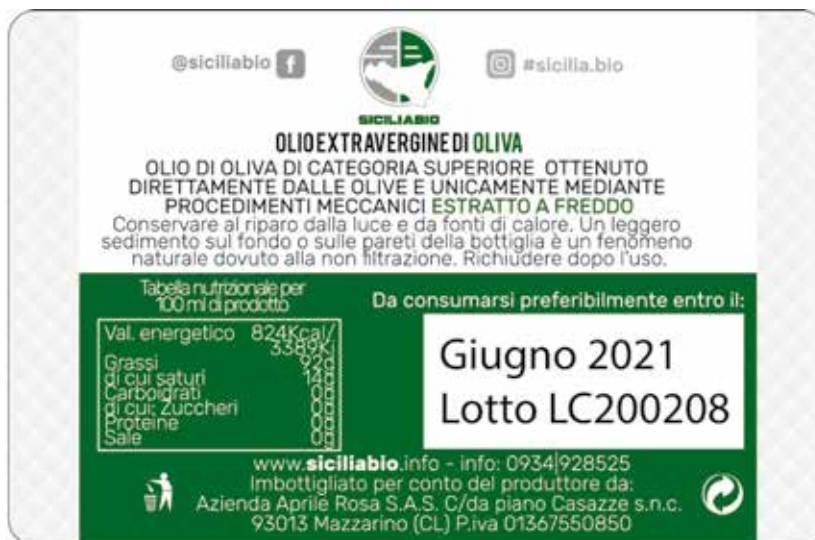 @siciliabio
#sicilia.bio
SB
SICILIABIO
OLIO EXTRAVERGINE DI OLIVA
OLIO DI OLIVA DI CATEGORIA SUPERIORE OTTENUTO
DIRETTAMENTE DALLE OLIVE E UNICAMENTE MEDIANTE
PROCEDIMENTI MECCANICI ESTRATTO A FREDDO
Conservare al riparo dalla luce e da fonti di calore. Un leggero
sedimento sul fondo o sulle pareti della bottiglia è un fenomeno
naturale dovuto alla non filtrazione. Richiudere dopo l'uso.
Tabella nutrizionale per
100 ml di prodotto
Val. energetico 824Kcal/
3389Kj
Grassi 92g
di cui saturi 14g
Carboidrati 0g
di cui: Zuccheri 0g
Proteine 0g
Sale 0g
Da consumarsi preferibilmente entro il:
Giugno 2021
Lotto LC200208
www.siciliabio.info - info: 0934|928525
Imbottigliato per conto del produttore da:
Azienda Aprile Rosa S.A.S. C/da piano Casazze s.n.c.
93013 Mazzarino (CL) P.iva 01367550850